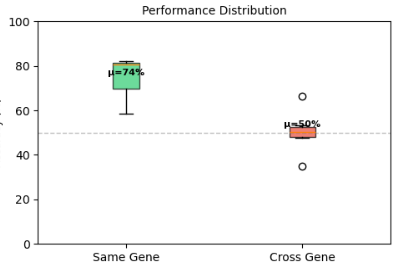 Performance Distribution
100
80
60
40
20
0
μ=74%
μ=50%
Same Gene
Cross Gene